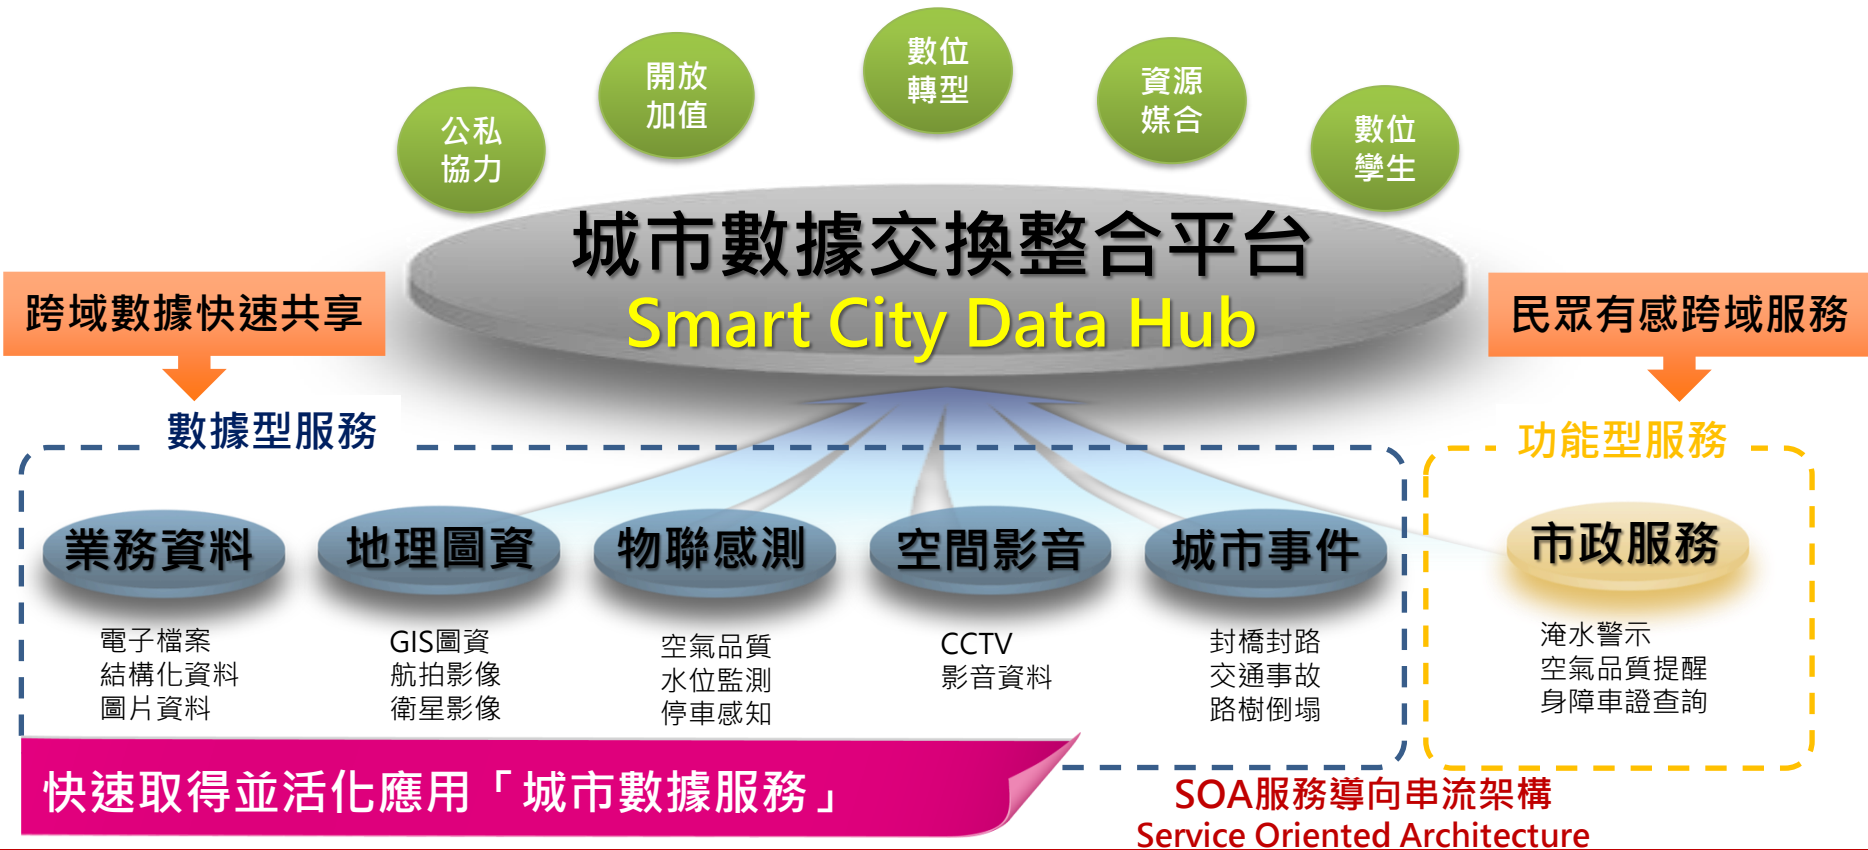 公私
協力
開放
加值
數位
轉型
資源
媒合
數位
孿生
城市數據交換整合平台
Smart City Data Hub
跨域數據快速共享
民眾有感跨域服務
數據型服務
功能型服務
業務資料
電子檔案
結構化資料
圖片資料
地理圖資
GIS圖資
航拍影像
衛星影像
物聯感測
空氣品質
水位監測
停車感知
空間影音
CCTV
影音資料
城市事件
封橋封路
交通事故
路樹倒塌
市政服務
淹水警示
空氣品質提醒
身障車證查詢
快速取得並活化應用「城市數據服務」
SOA服務導向串流架構
Service Oriented Architecture